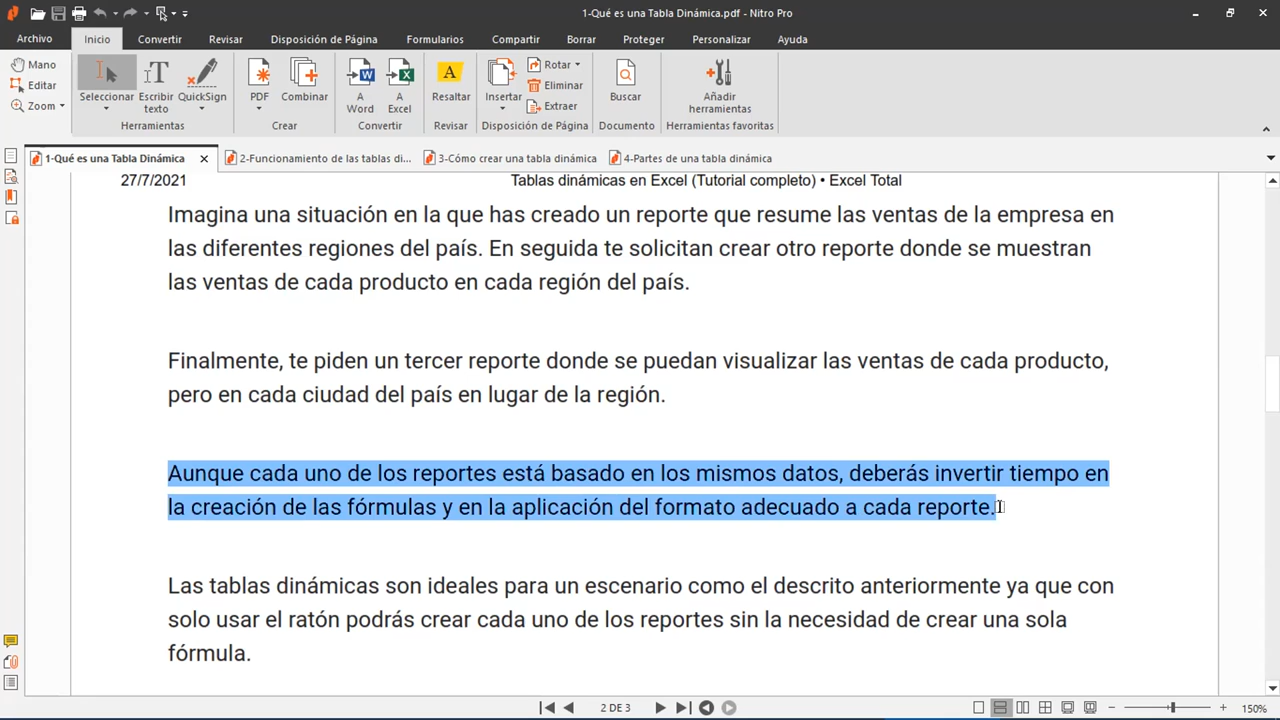 1-Qué es una Tabla Dinámica.pdf - Nitro Pro
Archivo Inicio Convertir Revisar Disposición de Página Formularios Compartir Borrar Proteger Personalizar Ayuda
Mano
Editar
Zoom
Seleccionar
Escribir texto
QuickSign
Herramientas
PDF
Combinar
Crear
A Word
A Excel
Convertir
Resaltar
Revisar
Insertar
Rotar
Eliminar
Extraer
Disposición de Página
Buscar
Documento
Añadir herramientas
Herramientas favoritas
1-Qué es una Tabla Dinámica 2-Funcionamiento de las tablas di... 3-Cómo crear una tabla dinámica 4-Partes de una tabla dinámica
27/7/2021 Tablas dinámicas en Excel (Tutorial completo) • Excel Total
Imagina una situación en la que has creado un reporte que resume las ventas de la empresa en
las diferentes regiones del país. En seguida te solicitan crear otro reporte donde se muestran
las ventas de cada producto en cada región del país.
Finalmente, te piden un tercer reporte donde se puedan visualizar las ventas de cada producto,
pero en cada ciudad del país en lugar de la región.
Aunque cada uno de los reportes está basado en los mismos datos, deberás invertir tiempo en
la creación de las fórmulas y en la aplicación del formato adecuado a cada reporte.
Las tablas dinámicas son ideales para un escenario como el descrito anteriormente ya que con
solo usar el ratón podrás crear cada uno de los reportes sin la necesidad de crear una sola
fórmula.
2 DE 3
150%